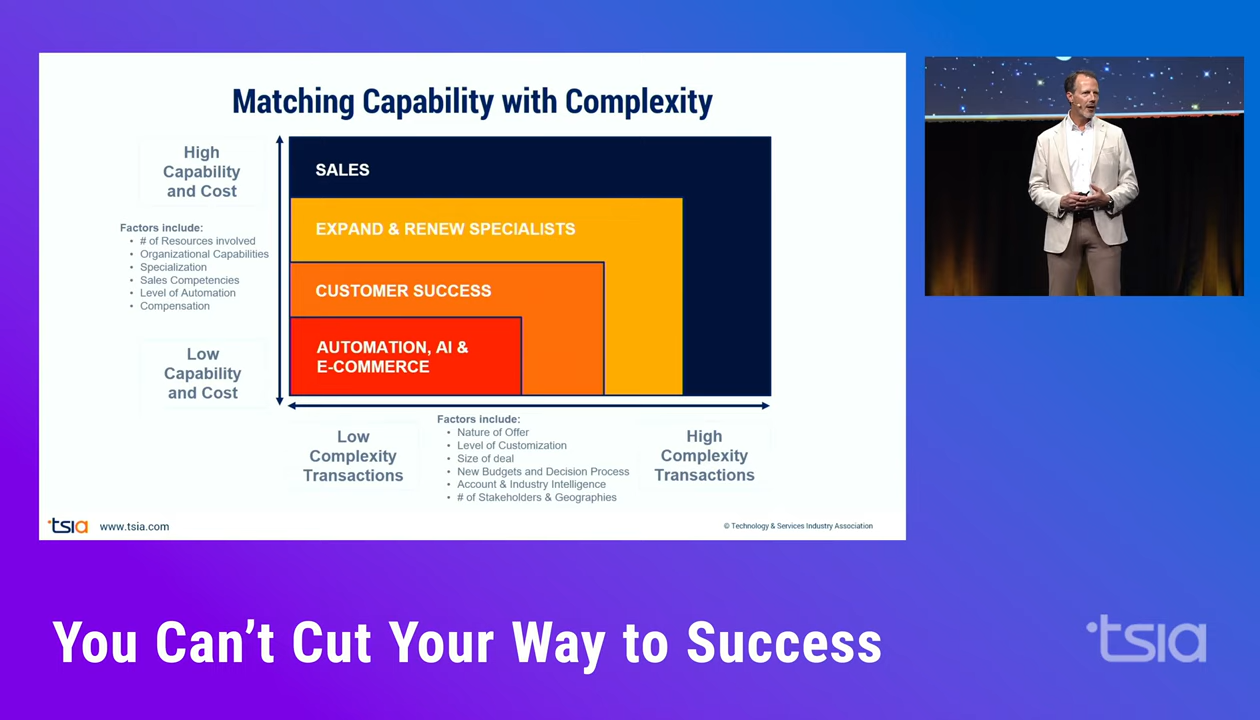 Matching Capability with Complexity
High
Capability
and Cost
Factors include:
• # of Resources involved
• Organizational Capabilities
• Specialization
• Sales Competencies
• Level of Automation
• Compensation
Low
Capability
and Cost
SALES
EXPAND & RENEW SPECIALISTS
CUSTOMER SUCCESS
AUTOMATION, AI &
E-COMMERCE
Low
Complexity
Transactions
Factors include:
• Nature of Offer
• Level of Customization
• Size of deal
• New Budgets and Decision Process
• Account & Industry Intelligence
• # of Stakeholders & Geographies
High
Complexity
Transactions
tsia www.tsia.com
© Technology & Services Industry Association
You Can't Cut Your Way to Success
tsia